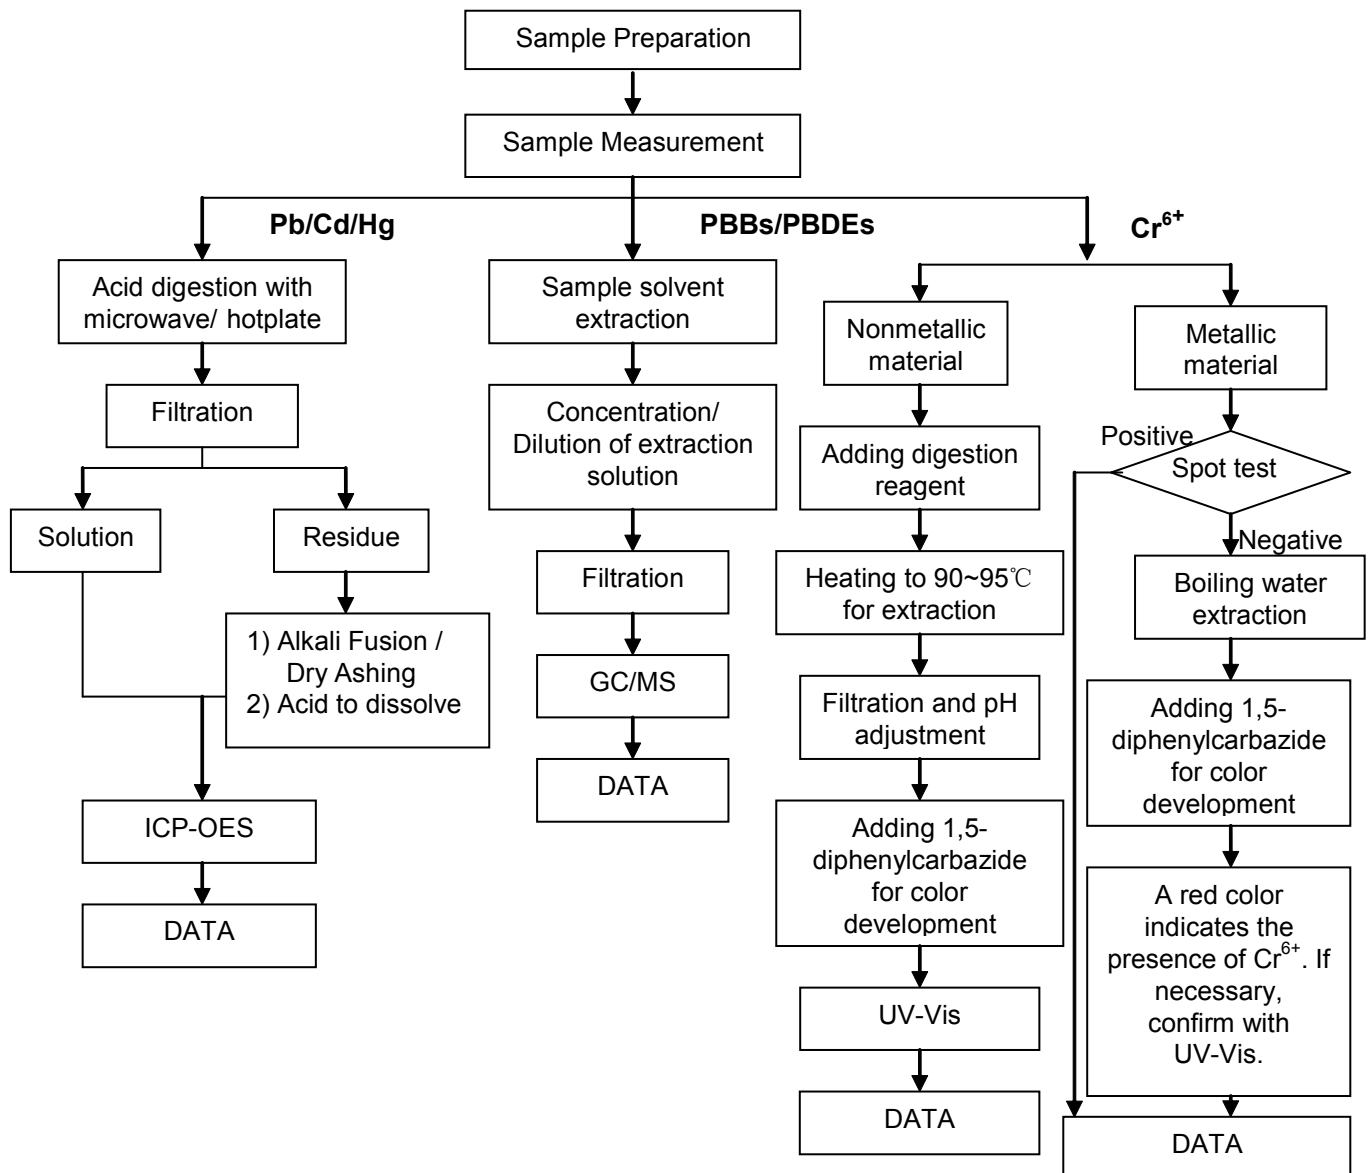 Sample Preparation
Sample Measurement
Pb/Cd/Hg
PBBs/PBDEs
Cr⁶⁺
Acid digestion with
microwave/ hotplate
Filtration
Solution
Residue
1) Alkali Fusion /
Dry Ashing
2) Acid to dissolve
ICP-OES
DATA
Sample solvent
extraction
Concentration/
Dilution of extraction
solution
Filtration
GC/MS
DATA
Nonmetallic
material
Adding digestion
reagent
Heating to 90~95℃
for extraction
Filtration and pH
adjustment
Adding 1,5-
diphenylcarbazide
for color
development
UV-Vis
DATA
Metallic
material
Positive
Spot test
Negative
Boiling water
extraction
Adding 1,5-
diphenylcarbazide
for color
development
A red color
indicates the
presence of Cr⁶⁺. If
necessary,
confirm with
UV-Vis.
DATA